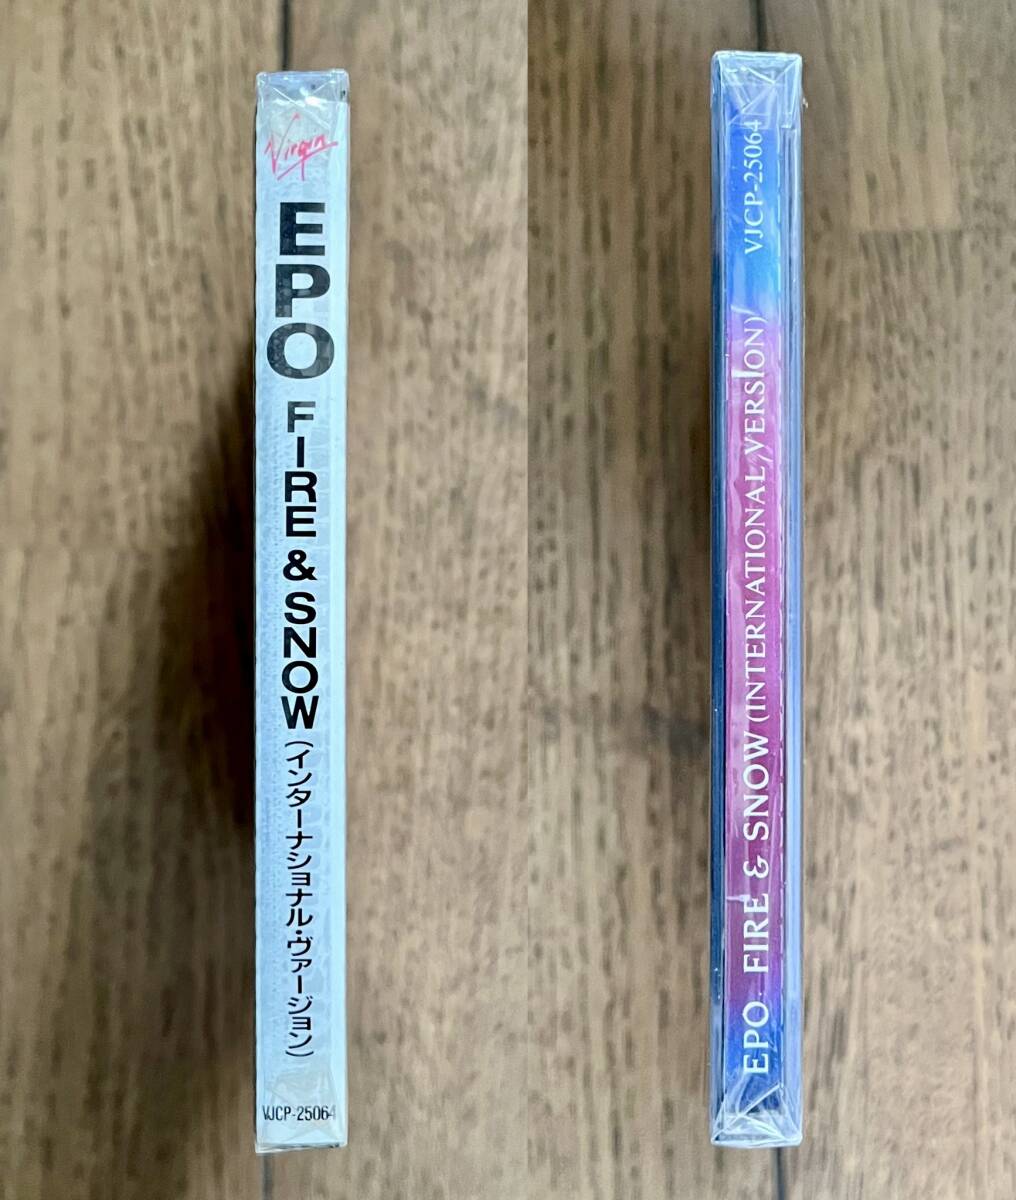 Virgin
EPO
FIRE & SNOW
(インターナショナル・ヴァージョン)
VJCP-25064
EPO FIRE & SNOW (INTERNATIONAL VERSION) VJCP-25064